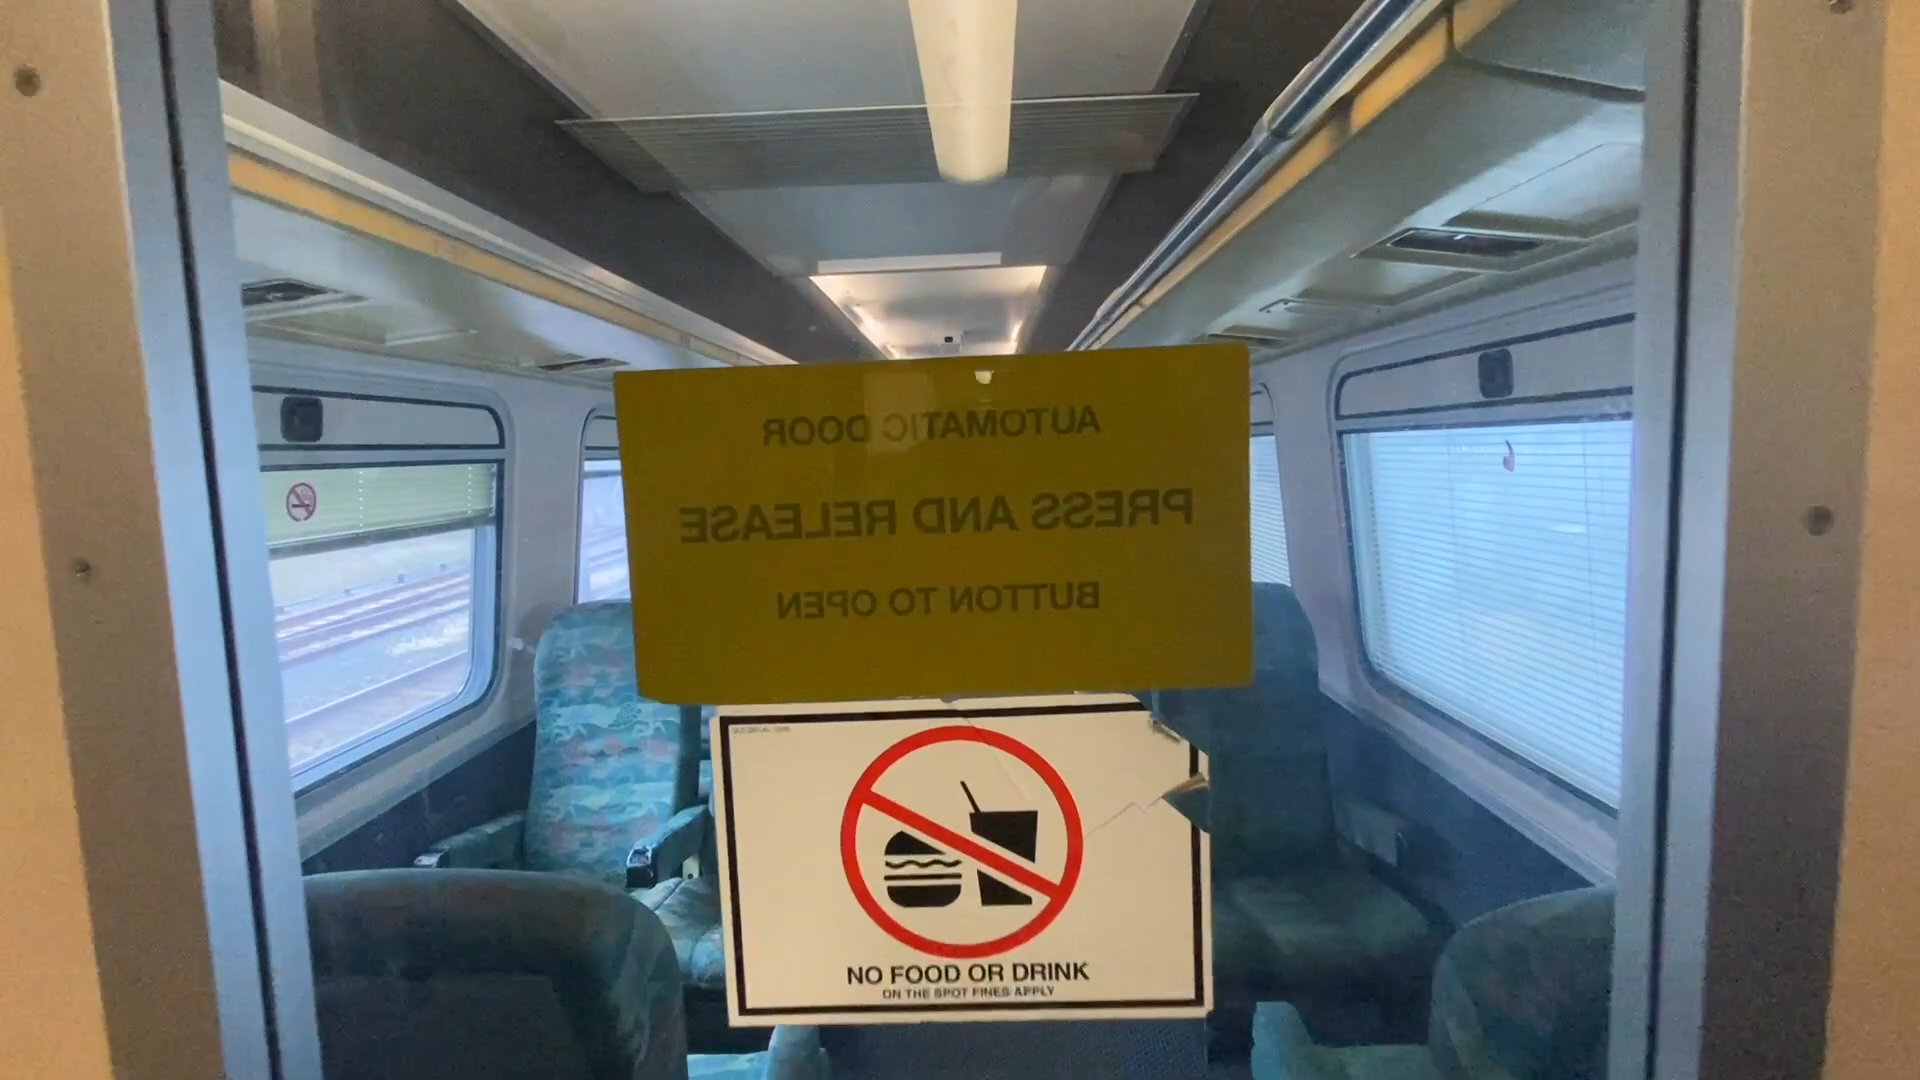 AUTOMATIC DOOR
PRESS AND RELEASE
BUTTON TO OPEN
NO FOOD OR DRINK
ON THE SPOT FINES APPLY